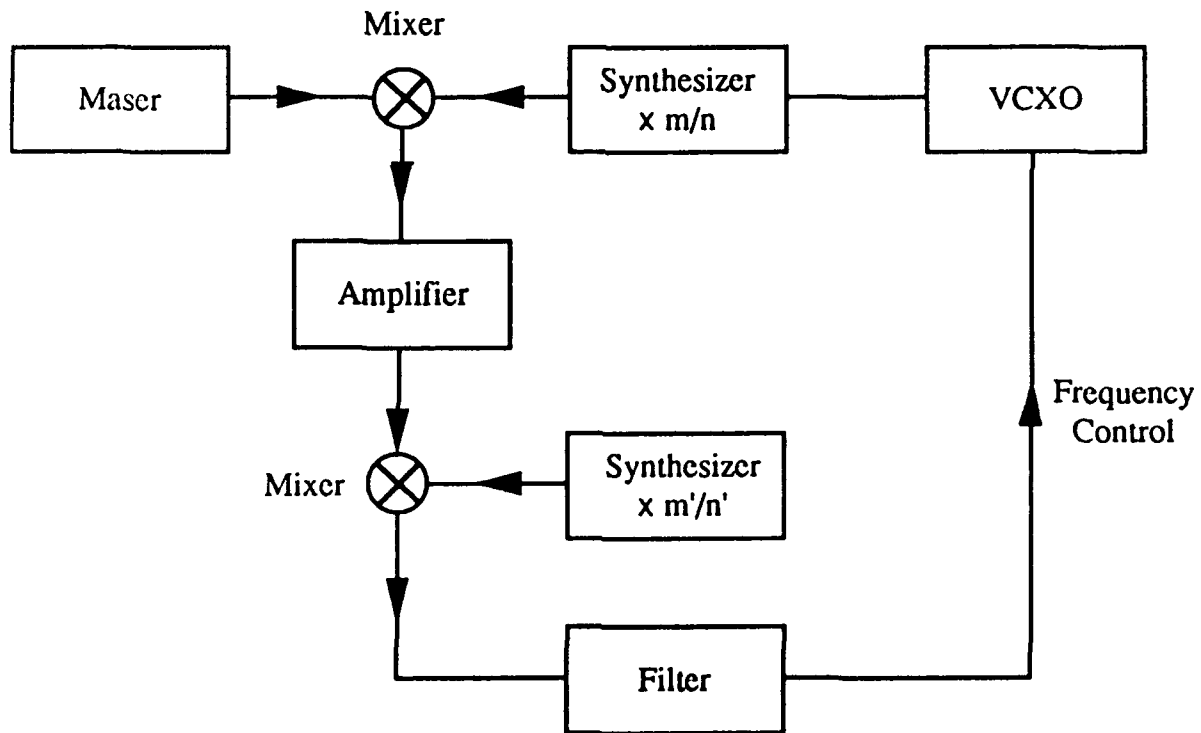 Mixer
Maser
Synthesizer
x m/n
VCXO
Amplifier
Frequency
Control
Mixer
Synthesizer
x m'/n'
Filter